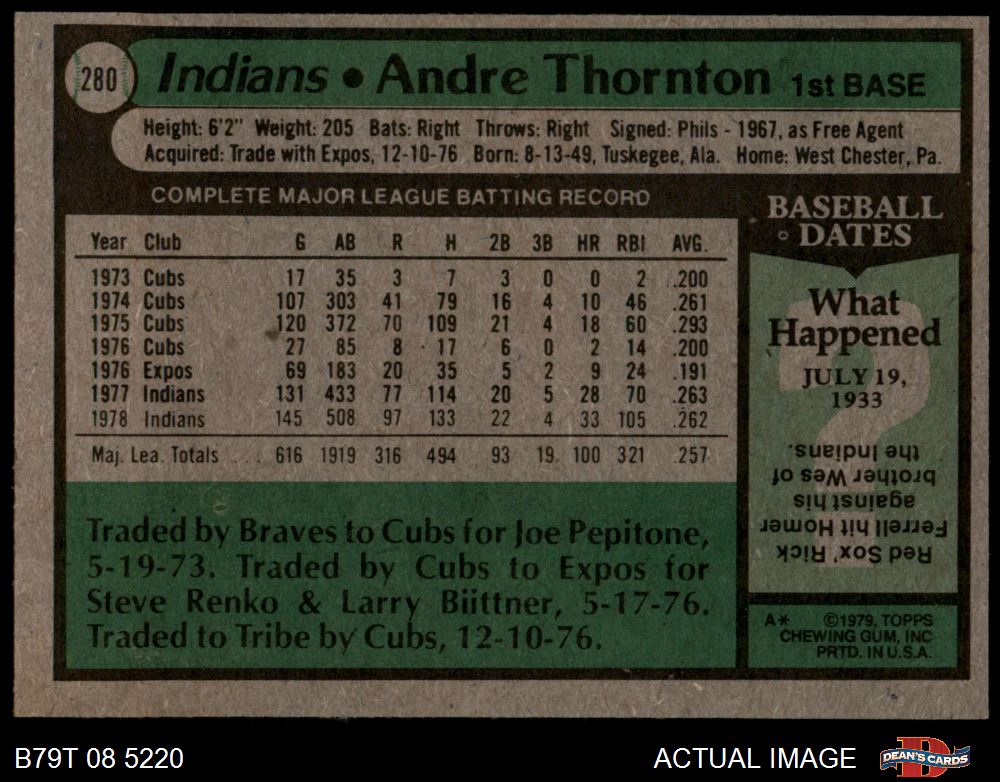 280 Indians • Andre Thornton 1st BASE
Height: 6'2" Weight: 205 Bats: Right Throws: Right Signed: Phils - 1967, as Free Agent
Acquired: Trade with Expos, 12-10-76 Born: 8-13-49, Tuskegee, Ala. Home: West Chester, Pa.
COMPLETE MAJOR LEAGUE BATTING RECORD
Year Club G AB R H 2B 3B HR RBI AVG.
1973 Cubs 17 35 3 7 3 0 0 2 .200
1974 Cubs 107 303 41 79 16 4 10 46 .261
1975 Cubs 120 372 70 109 21 4 18 60 .293
1976 Cubs 27 85 8 17 6 0 2 14 .200
1976 Expos 69 183 20 35 5 2 9 24 .191
1977 Indians 131 433 77 114 20 5 28 70 .263
1978 Indians 145 508 97 133 22 4 33 105 .262
Maj. Lea. Totals ... 616 1919 316 494 93 19 100 321 .257
Traded by Braves to Cubs for Joe Pepitone,
5-19-73. Traded by Cubs to Expos for
Steve Renko & Larry Biittner, 5-17-76.
Traded to Tribe by Cubs, 12-10-76.
BASEBALL
DATES
What
Happened
JULY 19,
1933
Red Sox' Rick
Ferrell hit Homer
against his
brother Wes of
the Indians.
A* ©1979, TOPPS
CHEWING GUM, INC
PRTD. IN U.S.A.
B79T 08 5220
ACTUAL IMAGE
DEAN'S CARDS